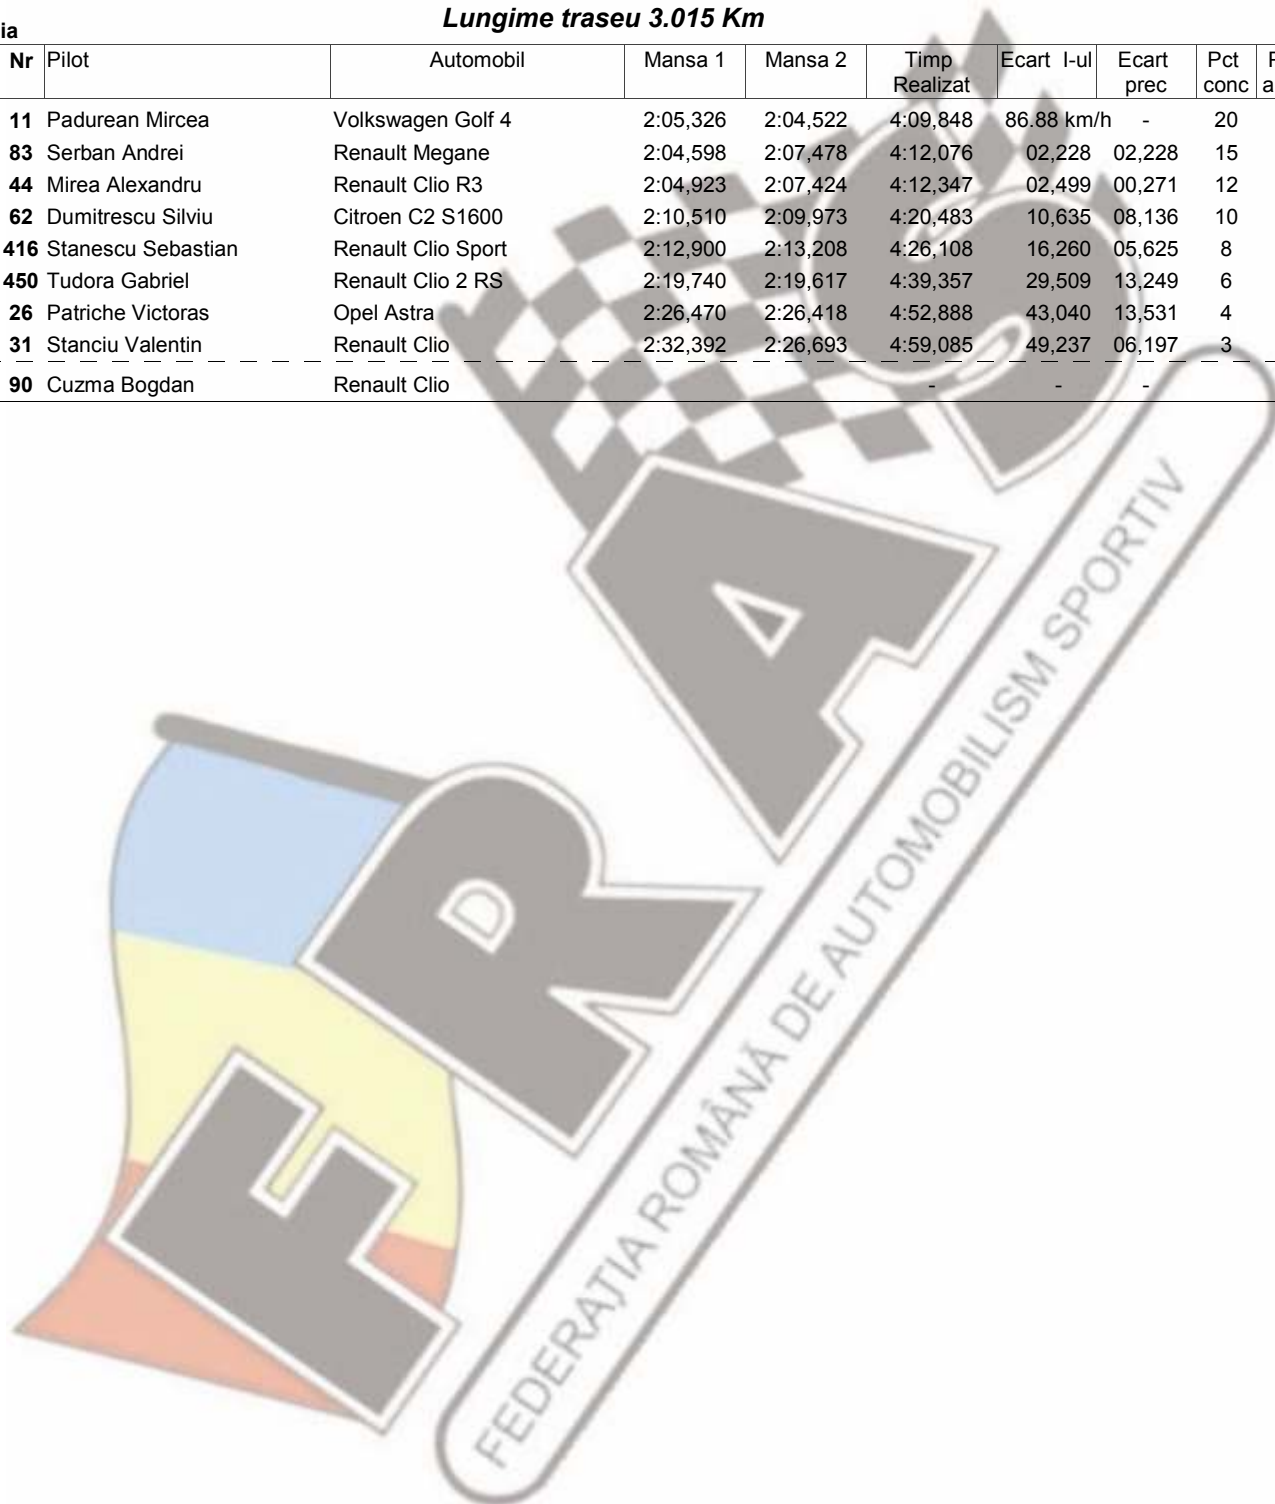 Lungime traseu 3.015 Km
ia
Nr Pilot Automobil Mansa 1 Mansa 2 Timp Realizat Ecart I-ul Ecart prec Pct conc
11 Padurean Mircea Volkswagen Golf 4 2:05,326 2:04,522 4:09,848 86.88 km/h - 20
83 Serban Andrei Renault Megane 2:04,598 2:07,478 4:12,076 02,228 02,228 15
44 Mirea Alexandru Renault Clio R3 2:04,923 2:07,424 4:12,347 02,499 00,271 12
62 Dumitrescu Silviu Citroen C2 S1600 2:10,510 2:09,973 4:20,483 10,635 08,136 10
416 Stanescu Sebastian Renault Clio Sport 2:12,900 2:13,208 4:26,108 16,260 05,625 8
450 Tudora Gabriel Renault Clio 2 RS 2:19,740 2:19,617 4:39,357 29,509 13,249 6
26 Patriche Victoras Opel Astra 2:26,470 2:26,418 4:52,888 43,040 13,531 4
31 Stanciu Valentin Renault Clio 2:32,392 2:26,693 4:59,085 49,237 06,197 3
90 Cuzma Bogdan Renault Clio - - -
FRAS
FEDERAȚIA ROMÂNĂ DE AUTOMOBILISM SPORTIV